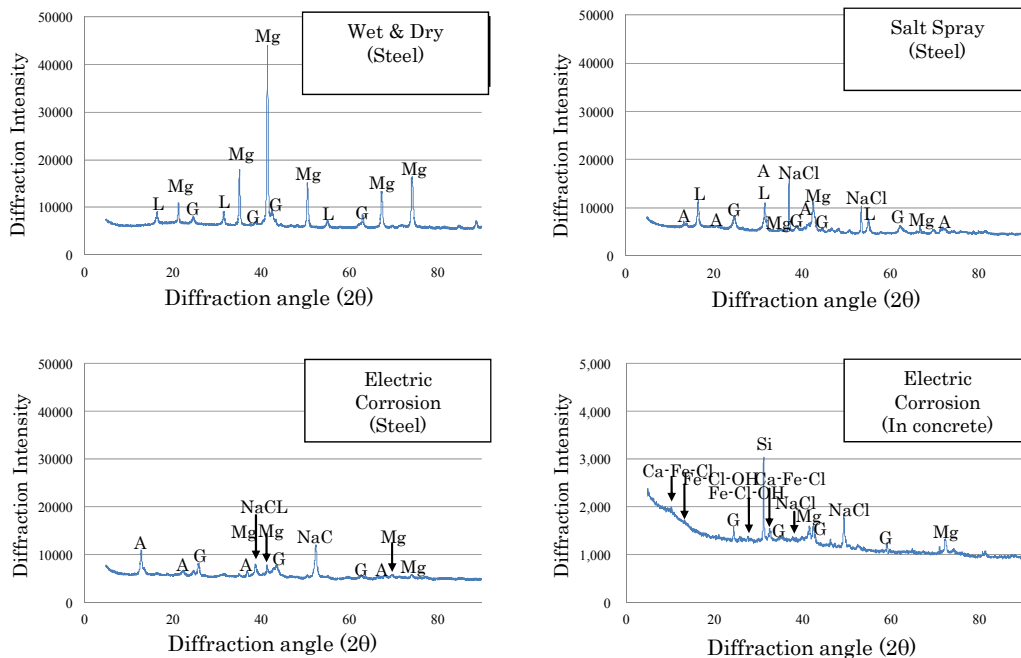 50000
40000
30000
20000
10000
0
Diffraction Intensity
Wet & Dry
(Steel)
Mg
Mg
Mg
Mg
Mg
Mg
L
G
L
G
G
L
G
0
20
40
60
80
Diffraction angle (2θ)
50000
40000
30000
20000
10000
0
Diffraction Intensity
Salt Spray
(Steel)
A
L
A
G
A
L
Mg
NaCl
G
A
Mg
G
NaCl
L
G
Mg
A
0
20
40
60
80
Diffraction angle (2θ)
50000
40000
30000
20000
10000
0
Diffraction Intensity
Electric
Corrosion
(Steel)
A
A
G
A
NaCL
Mg
Mg
G
NaC
G
A
Mg
Mg
0
20
40
60
80
Diffraction angle (2θ)
5,000
4,000
3,000
2,000
1,000
0
Diffraction Intensity
Electric
Corrosion
(In concrete)
Si
Ca-Fe-Cl
Fe-Cl-OH
Ca-Fe-Cl
Fe-Cl-OH
NaCl
G
G
Mg
G
NaCl
G
Mg
0
20
40
60
80
Diffraction angle (2θ)